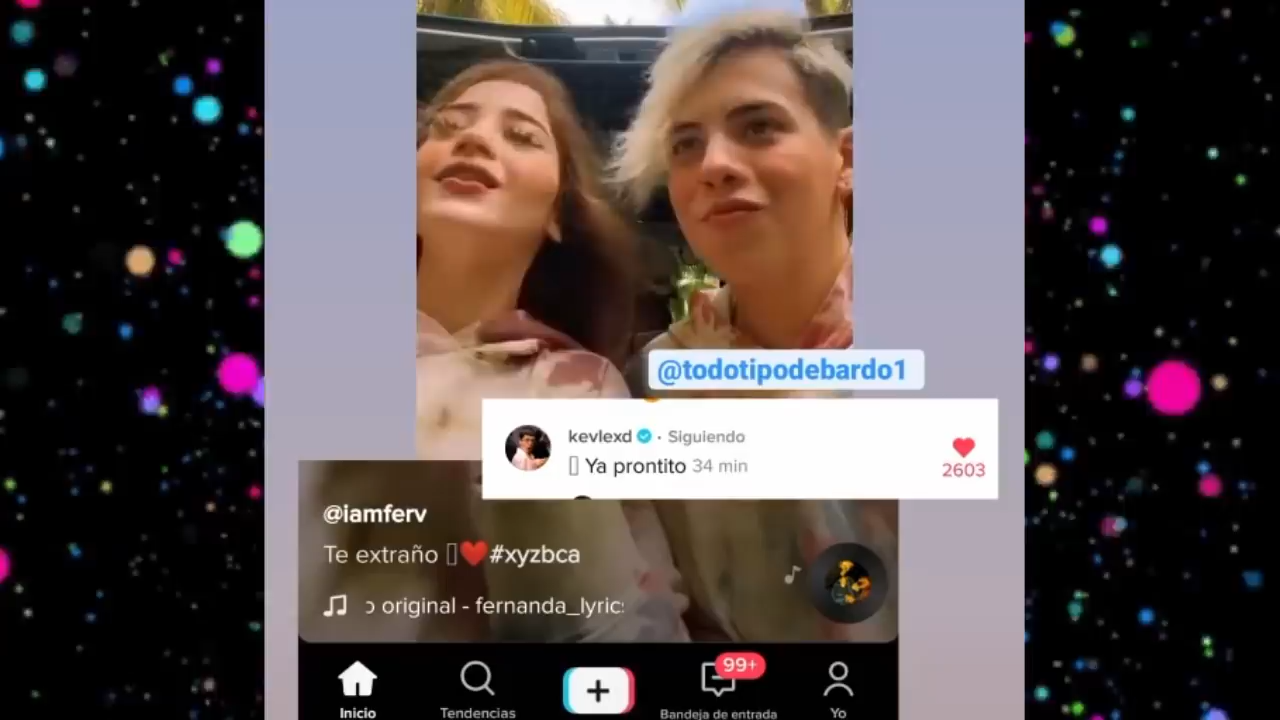 @todotipodebardo1
kevlexd · Siguiendo
Ya prontito 34 min
2603
@iamferv
Te extraño ❤️#xyzbca
ɔ original - fernanda_lyric
99+
Inicio
Tendencias
Bandeja de entrada
Yo